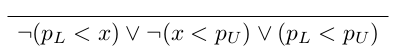 ¬(p_L < x) ∨ ¬(x < p_U) ∨ (p_L < p_U)